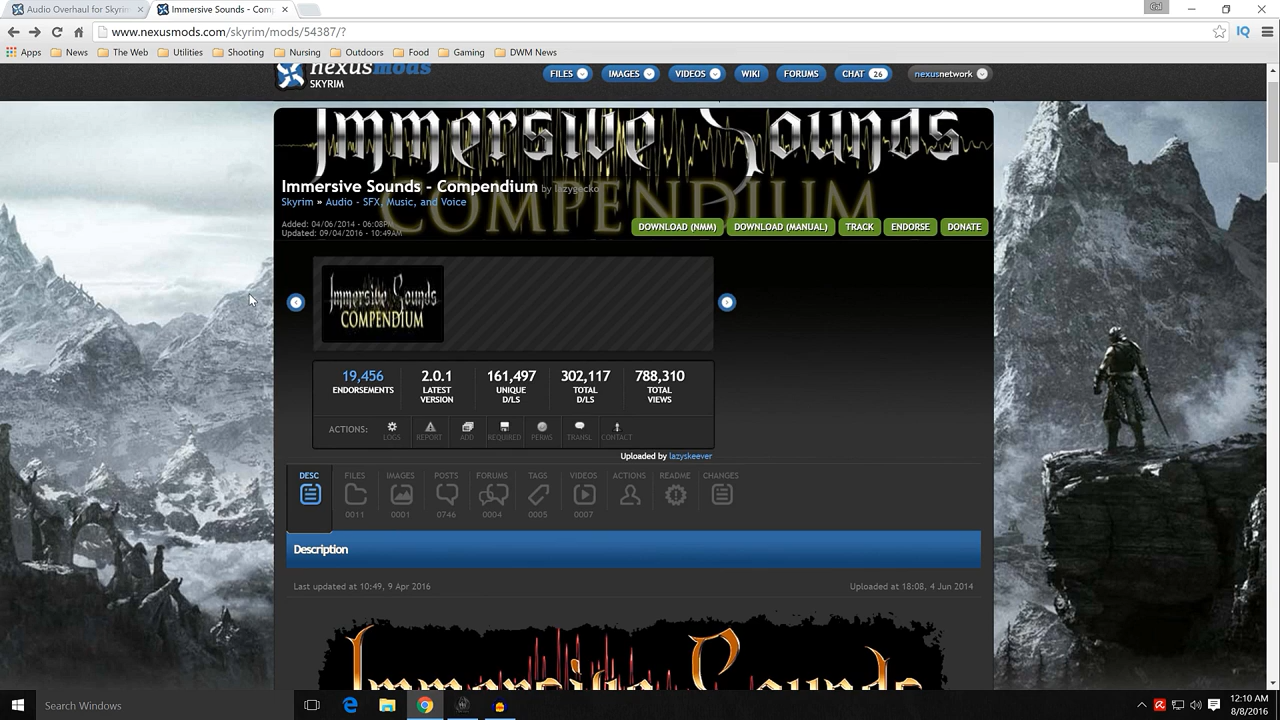 Audio Overhaul for Skyrim
Immersive Sounds - Comp
Cal
www.nexusmods.com/skyrim/mods/54387/?
IQ
Apps News The Web Utilities Shooting Nursing Outdoors Food Gaming DWM News
nexusmods
SKYRIM
FILES IMAGES VIDEOS WIKI FORUMS CHAT 26 nexusnetwork
Immersive Sounds
COMPENDIUM
Immersive Sounds - Compendium by lazygecko
Skyrim » Audio - SFX, Music, and Voice
Added: 04/06/2014 - 06:08PM
Updated: 09/04/2016 - 10:49AM
DOWNLOAD (NMM) DOWNLOAD (MANUAL) TRACK ENDORSE DONATE
Immersive Sounds
COMPENDIUM
19,456 2.0.1 161,497 302,117 788,310
ENDORSEMENTS LATEST VERSION UNIQUE D/LS TOTAL D/LS TOTAL VIEWS
ACTIONS: LOGS REPORT ADD REQUIRED PERMS TRANSL CONTACT
Uploaded by lazyskeever
DESC FILES IMAGES POSTS FORUMS TAGS VIDEOS ACTIONS README CHANGES
0011 0001 0746 0004 0005 0007
Description
Last updated at 10:49, 9 Apr 2016 Uploaded at 18:08, 4 Jun 2014
Immersive Sounds
Search Windows
12:10 AM
8/8/2016